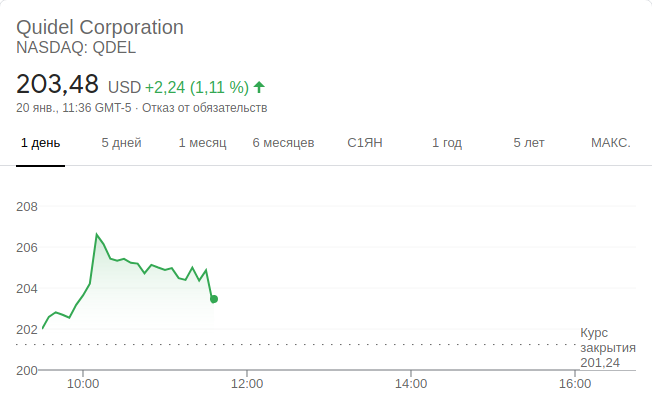 Quidel Corporation
NASDAQ: QDEL
203,48 USD +2,24 (1,11 %)
20 янв., 11:36 GMT-5 · Отказ от обязательств
1 день 5 дней 1 месяц 6 месяцев С1ЯН 1 год 5 лет МАКС.
208
206
204
202
200
Курс
закрытия
201,24
10:00 12:00 14:00 16:00